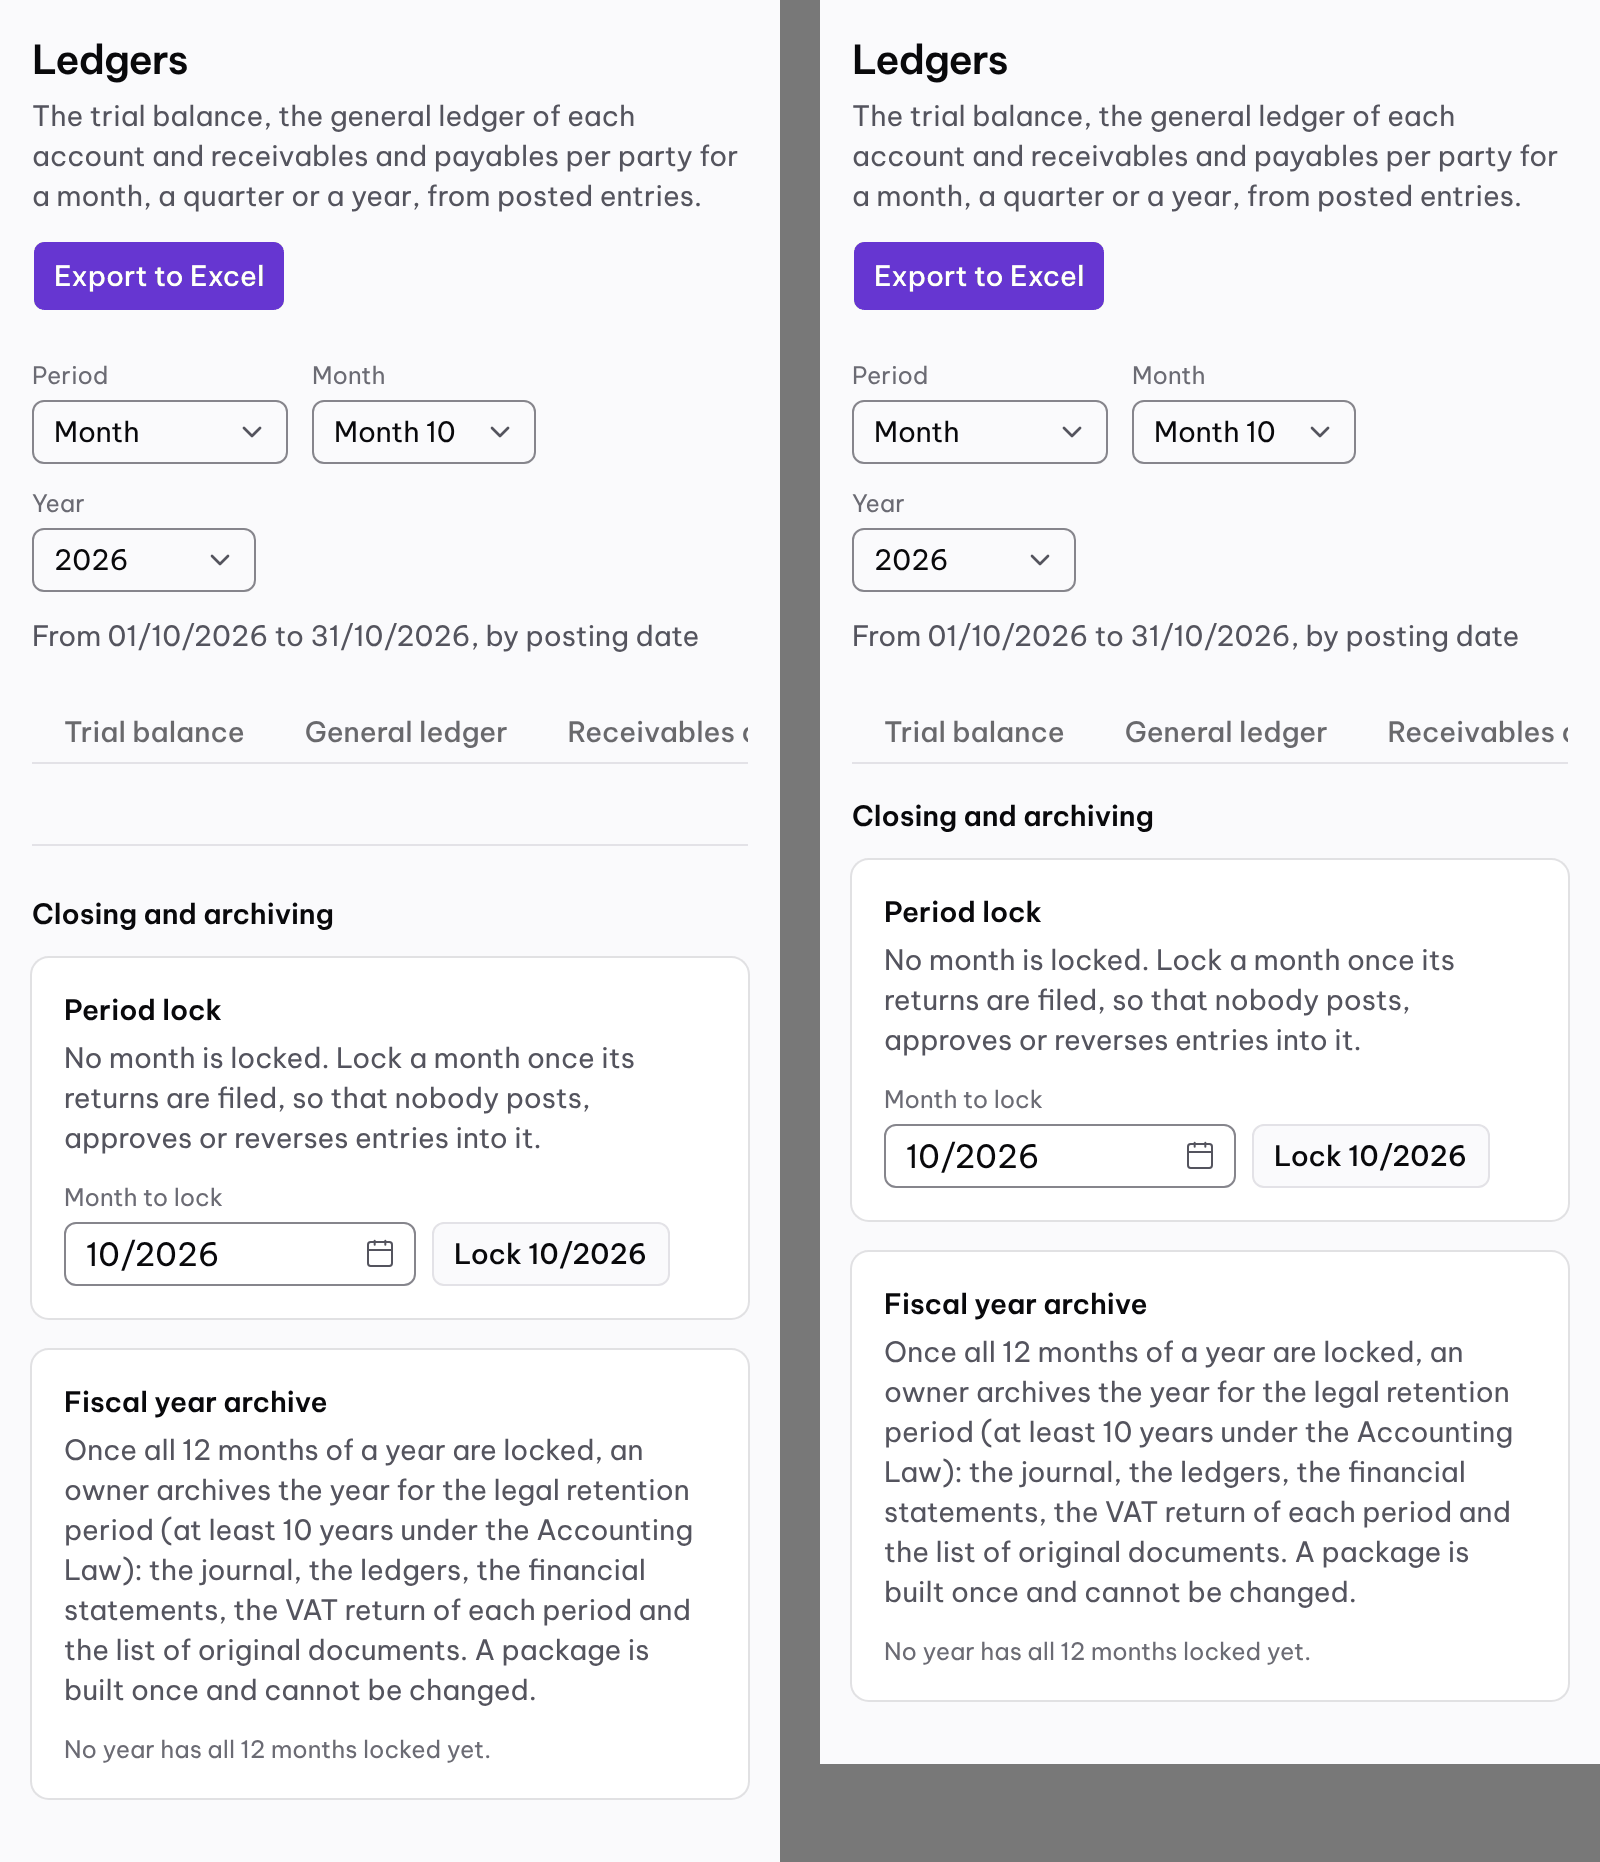 Ledgers
The trial balance, the general ledger of each
account and receivables and payables per party for
a month, a quarter or a year, from posted entries.
Export to Excel
Period Month
Month Month 10
Year
2026
From 01/10/2026 to 31/10/2026, by posting date
Trial balance General ledger Receivables
Closing and archiving
Period lock
No month is locked. Lock a month once its
returns are filed, so that nobody posts,
approves or reverses entries into it.
Month to lock
10/2026 Lock 10/2026
Fiscal year archive
Once all 12 months of a year are locked, an
owner archives the year for the legal retention
period (at least 10 years under the Accounting
Law): the journal, the ledgers, the financial
statements, the VAT return of each period and
the list of original documents. A package is
built once and cannot be changed.
No year has all 12 months locked yet.
Ledgers
The trial balance, the general ledger of each
account and receivables and payables per party for
a month, a quarter or a year, from posted entries.
Export to Excel
Period Month
Month Month 10
Year
2026
From 01/10/2026 to 31/10/2026, by posting date
Trial balance General ledger Receivables
Closing and archiving
Period lock
No month is locked. Lock a month once its
returns are filed, so that nobody posts,
approves or reverses entries into it.
Month to lock
10/2026 Lock 10/2026
Fiscal year archive
Once all 12 months of a year are locked, an
owner archives the year for the legal retention
period (at least 10 years under the Accounting
Law): the journal, the ledgers, the financial
statements, the VAT return of each period and
the list of original documents. A package is
built once and cannot be changed.
No year has all 12 months locked yet.